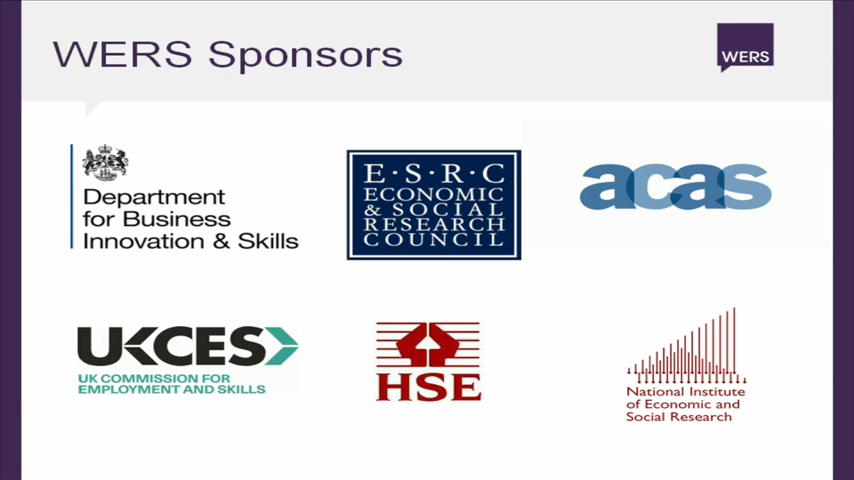 WERS Sponsors
WERS
Department
for Business
Innovation & Skills
E·S·R·C
ECONOMIC
& SOCIAL
RESEARCH
COUNCIL
acas
UKCES
UK COMMISSION FOR
EMPLOYMENT AND SKILLS
HSE
National Institute
of Economic and
Social Research